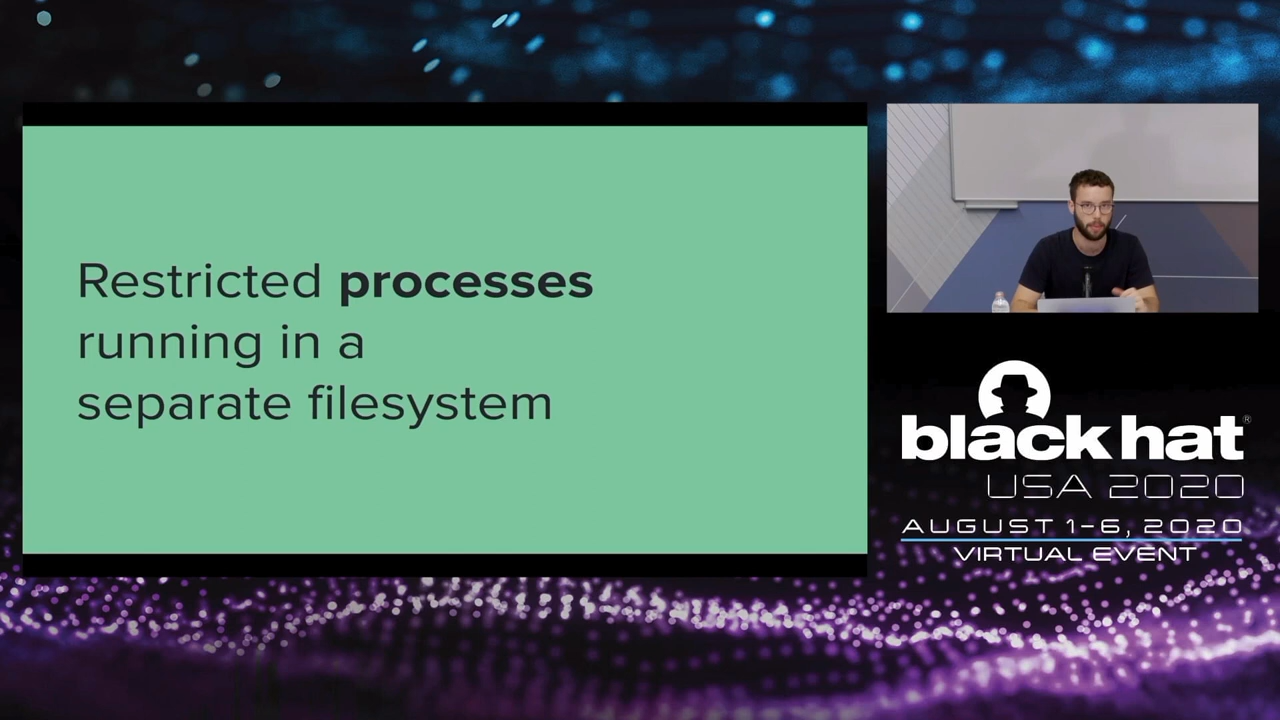 Restricted processes
running in a
separate filesystem
black hat®
USA 2020
AUGUST 1-6, 2020
VIRTUAL EVENT